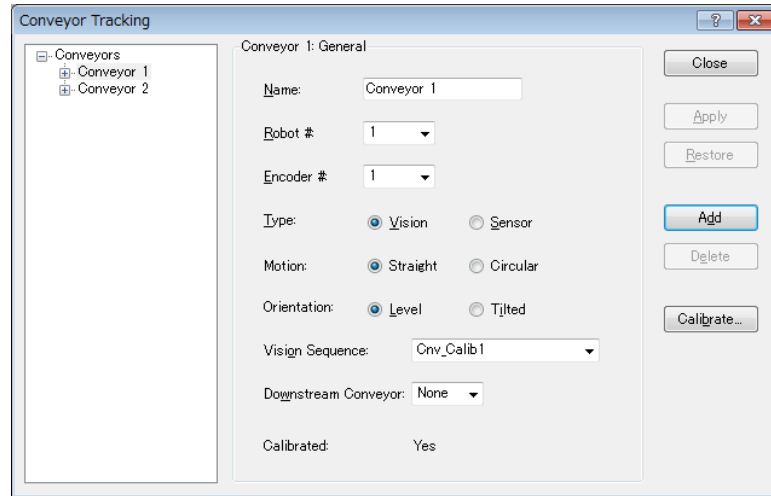 Conveyor Tracking
Conveyors
Conveyor 1
Conveyor 2
Conveyor 1: General
Name: Conveyor 1
Robot # 1
Encoder # 1
Type: Vision Sensor
Motion: Straight Circular
Orientation: Level Tilted
Vision Sequence: Cnv_Calib1
Downstream Conveyor: None
Calibrated: Yes
Close
Apply
Restore
Add
Delete
Calibrate...